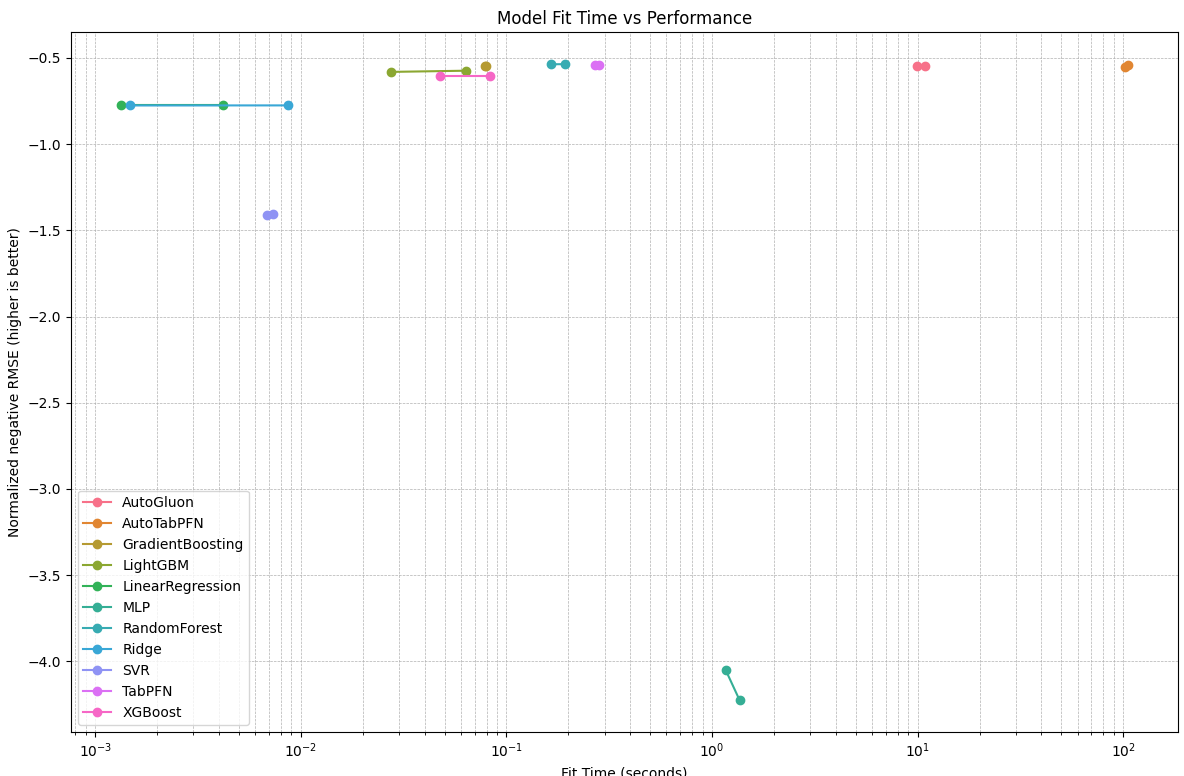 Model Fit Time vs Performance
Normalized negative RMSE (higher is better)
−0.5
−1.0
−1.5
−2.0
−2.5
−3.0
−3.5
−4.0
AutoGluon
AutoTabPFN
GradientBoosting
LightGBM
LinearRegression
MLP
RandomForest
Ridge
SVR
TabPFN
XGBoost
10⁻³ 10⁻² 10⁻¹ 10⁰ 10¹ 10²
Fit Time (seconds)